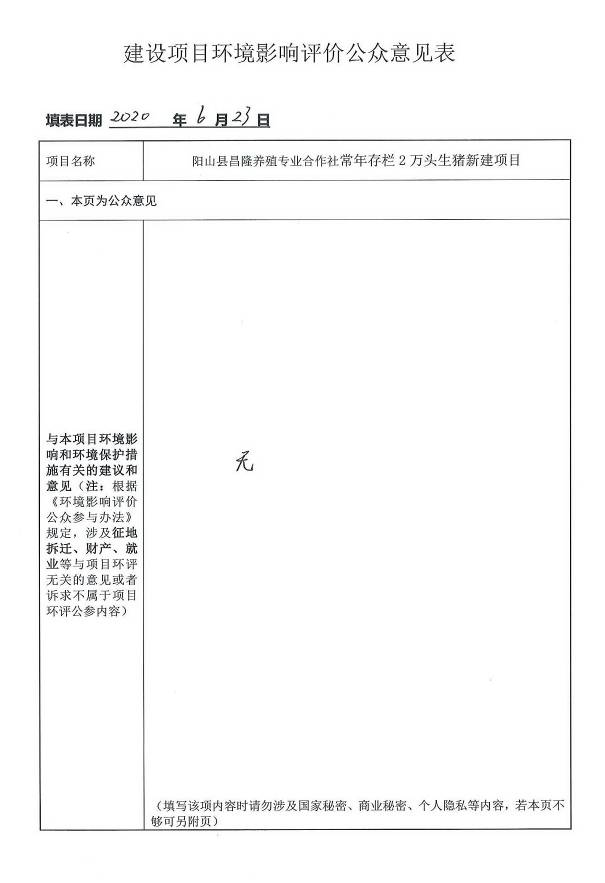 建设项目环境影响评价公众意见表
填表日期 2020 年 6 月 23 日
项目名称
阳山县昌隆养殖专业合作社常年存栏 2 万头生猪新建项目
一、本页为公众意见
与本项目环境影
响和环境保护措
施有关的建议和
意见（注：根据
《环境影响评价
公众参与办法》
规定，涉及征地
拆迁、财产、就
业等与项目环评
无关的意见或者
诉求不属于项目
环评公参内容）
无
（填写该项内容时请勿涉及国家秘密、商业秘密、个人隐私等内容，若本页不
够可另附页）